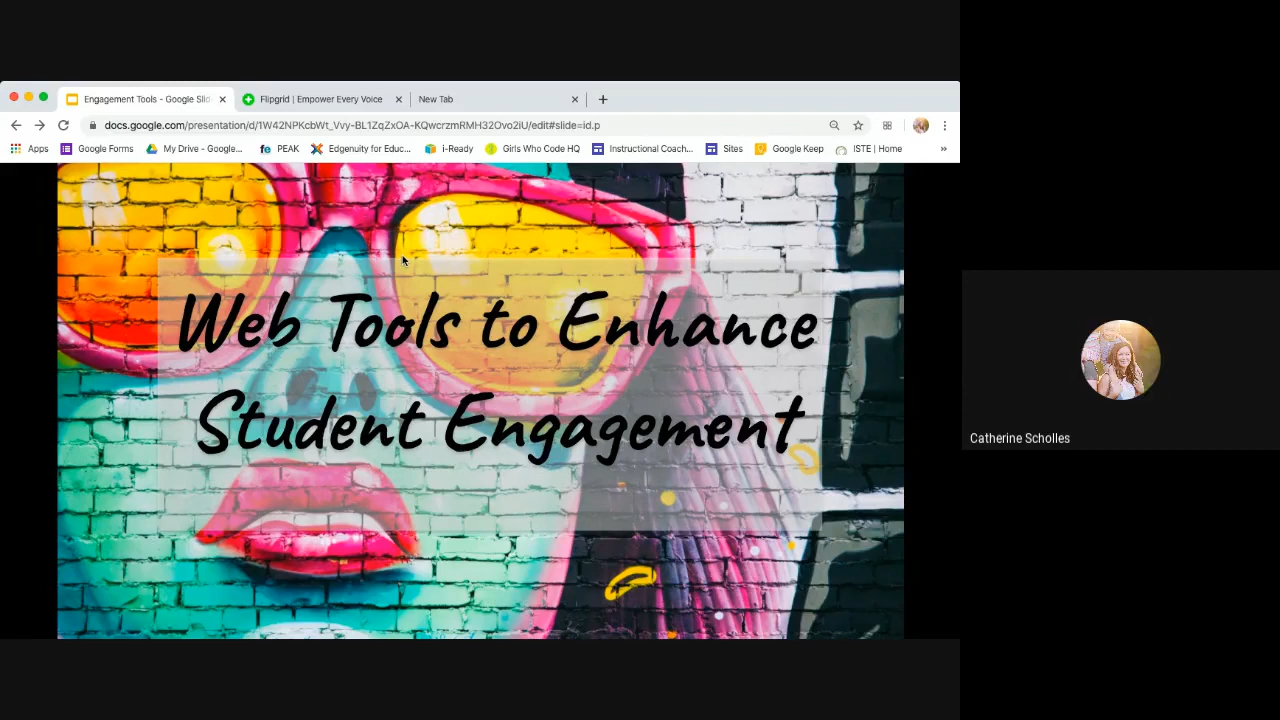 Engagement Tools - Google Slid
Flipgrid | Empower Every Voice
New Tab
docs.google.com/presentation/d/1W42NPKcbWt_Vvy-BL1ZqZxOA-KQwcrzmRMH32Ovo2iU/edit#slide=id.p
Apps Google Forms My Drive - Google... fe PEAK Edgenuity for Educ... i-Ready Girls Who Code HQ Instructional Coach... Sites Google Keep ISTE | Home »
Web Tools to Enhance
Student Engagement
Catherine Scholles